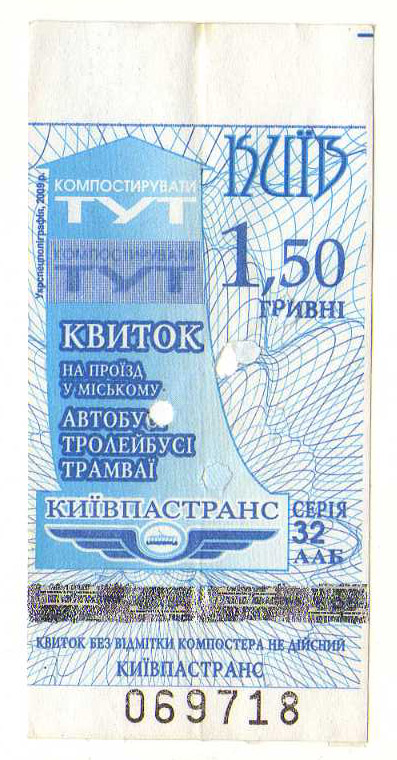 КИЇВ
КОМПОСТИРУВАТИ
ТУТ
КОМПОСТИРУВАТИ
ТУТ
1,50
ГРИВНІ
Укрспецполіграфія, 2009 р.
КВИТОК
НА ПРОЇЗД
У МІСЬКОМУ
АВТОБУСІ
ТРОЛЕЙБУСІ
ТРАМВАЇ
КИЇВПАСТРАНС
СЕРІЯ
32
ААБ
КВИТОК БЕЗ ВІДМІТКИ КОМПОСТЕРА НЕ ДІЙСНИЙ
КИЇВПАСТРАНС
069718